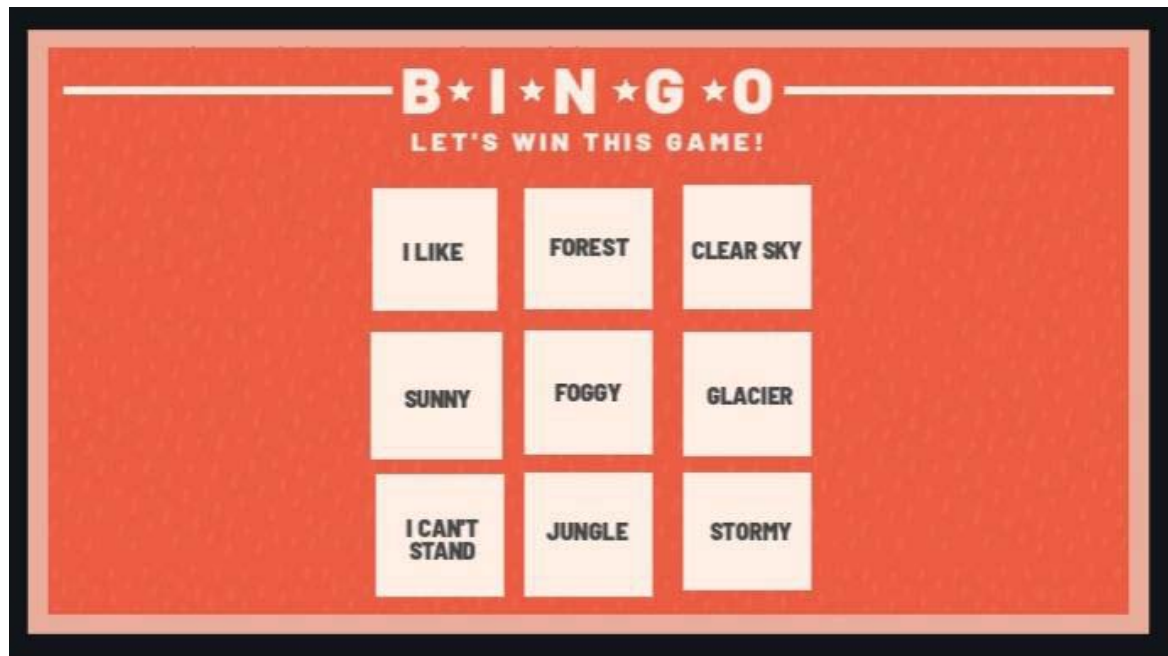 B★I★N★G★O
LET'S WIN THIS GAME!
I LIKE
FOREST
CLEAR SKY
SUNNY
FOGGY
GLACIER
I CAN'T
STAND
JUNGLE
STORMY